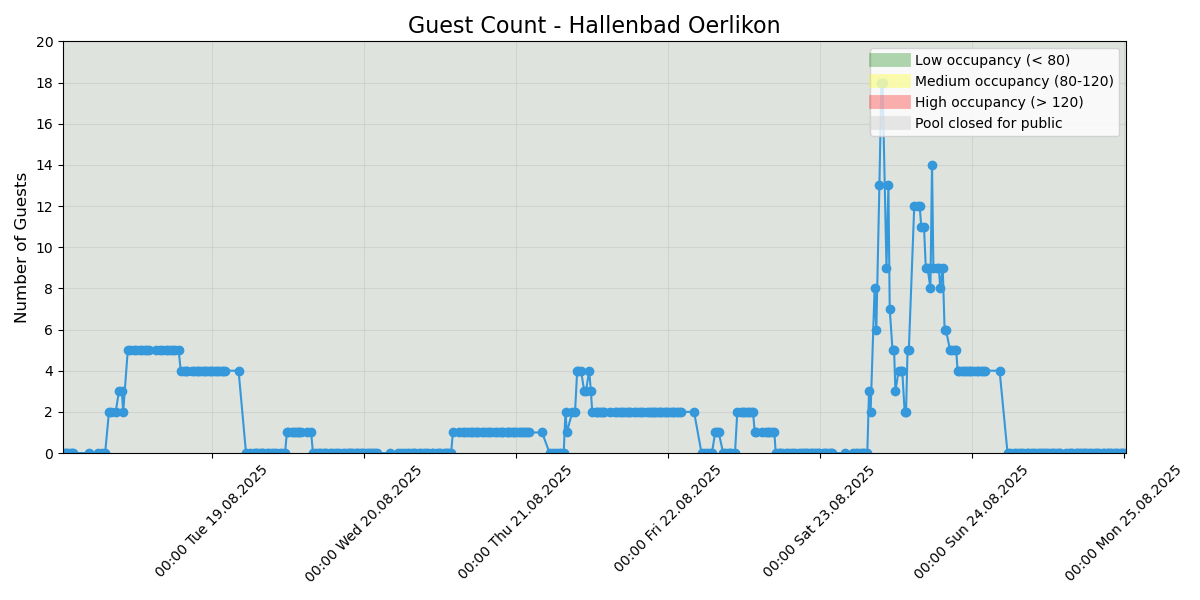 Guest Count - Hallenbad Oerlikon
Low occupancy (< 80)
Medium occupancy (80-120)
High occupancy (> 120)
Pool closed for public
Number of Guests
20
18
16
14
12
10
8
6
4
2
0
00:00 Tue 19.08.2025
00:00 Wed 20.08.2025
00:00 Thu 21.08.2025
00:00 Fri 22.08.2025
00:00 Sat 23.08.2025
00:00 Sun 24.08.2025
00:00 Mon 25.08.2025